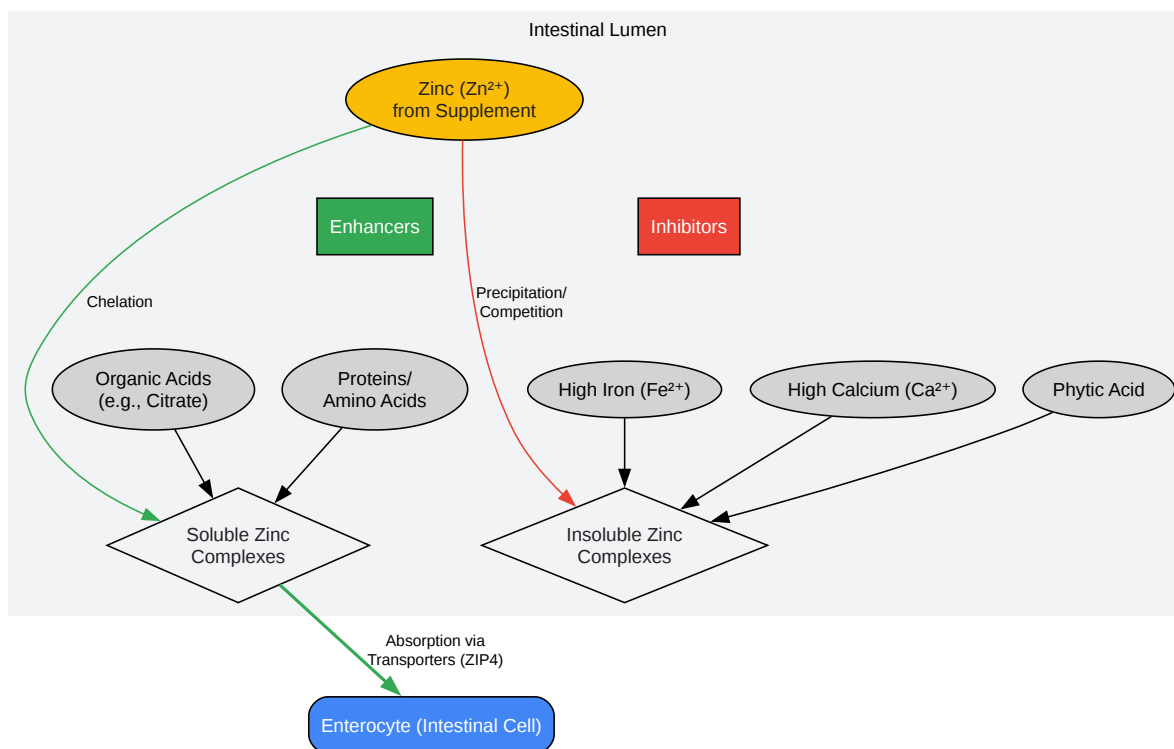 Intestinal Lumen
Zinc (Zn²⁺)
from Supplement
Enhancers
Inhibitors
Chelation
Precipitation/
Competition
Organic Acids
(e.g., Citrate)
Proteins/
Amino Acids
High Iron (Fe²⁺)
High Calcium (Ca²⁺)
Phytic Acid
Soluble Zinc
Complexes
Insoluble Zinc
Complexes
Absorption via
Transporters (ZIP4)
Enterocyte (Intestinal Cell)